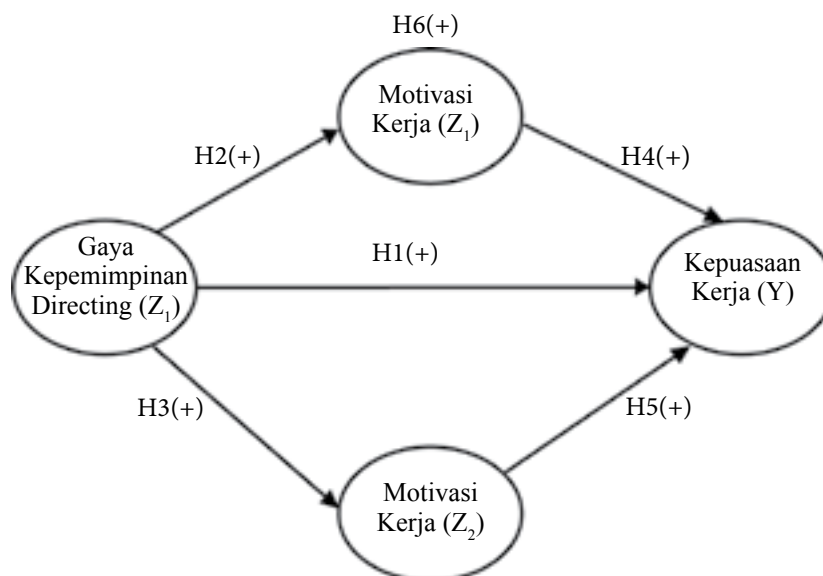 H6(+)
Motivasi
Kerja (Z₁)
H2(+)
H4(+)
Gaya
Kepemimpinan
Directing (Z₁)
H1(+)
Kepuasaan
Kerja (Y)
H3(+)
H5(+)
Motivasi
Kerja (Z₂)